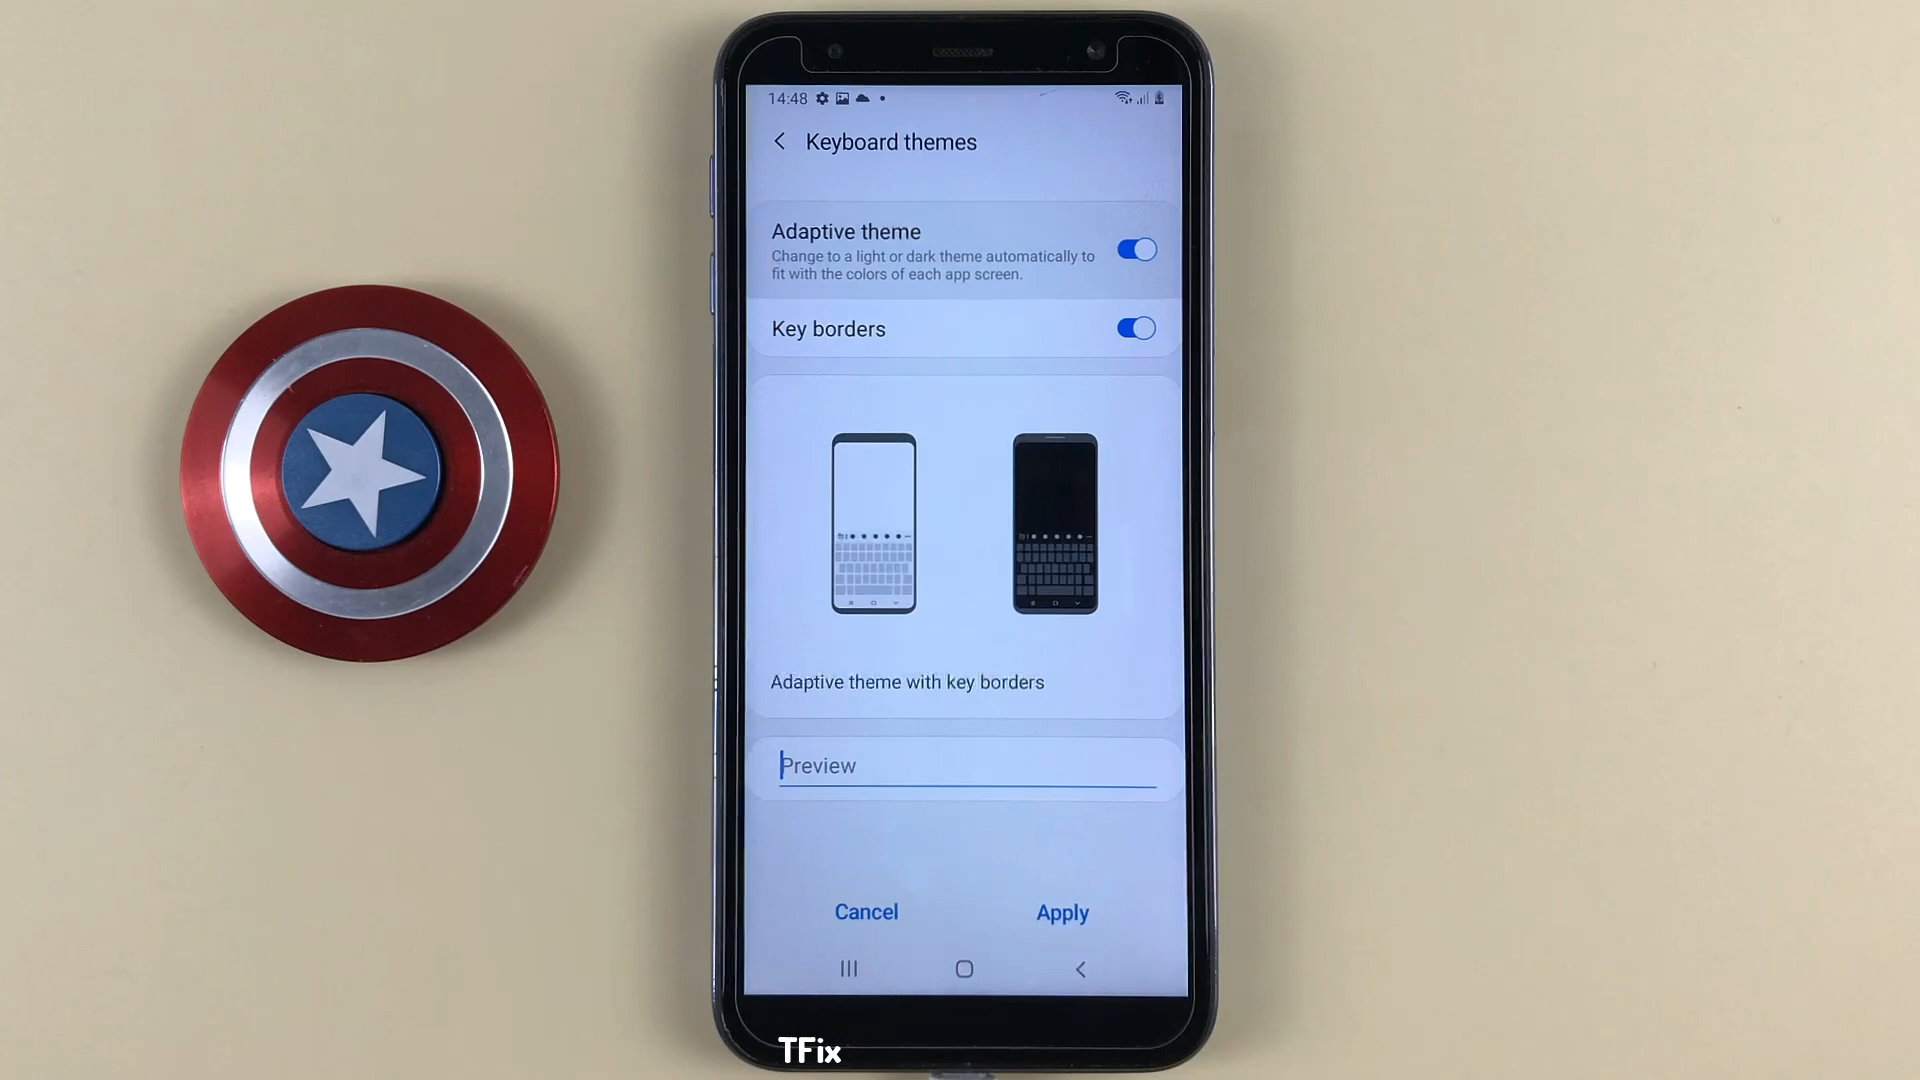 14:48
Keyboard themes
Adaptive theme
Change to a light or dark theme automatically to
fit with the colors of each app screen.
Key borders
Adaptive theme with key borders
Preview
Cancel
Apply
TFix